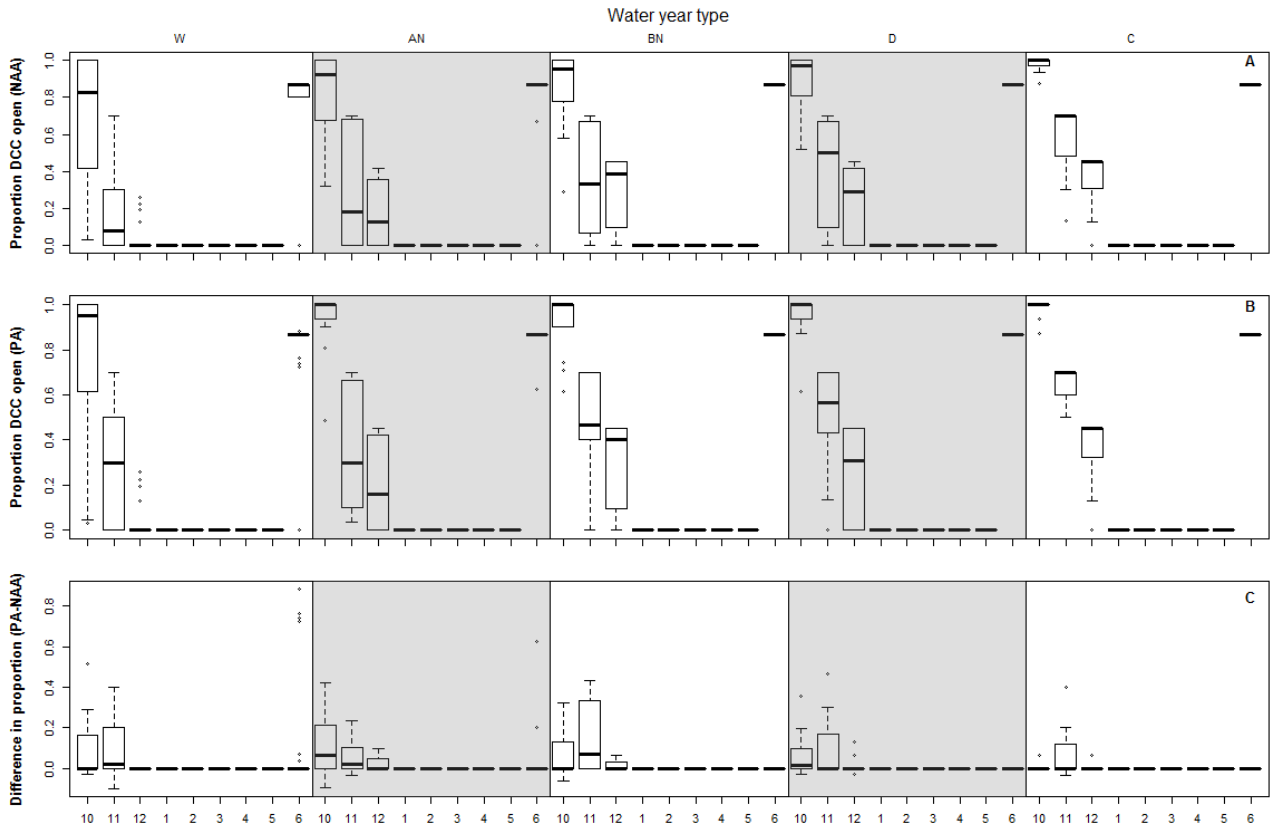 Water year type
W AN BN D C
Proportion DCC open (NAA)
0.0 0.2 0.4 0.6 0.8 1.0
A
Proportion DCC open (PA)
0.0 0.2 0.4 0.6 0.8 1.0
B
Difference in proportion (PA-NAA)
0.0 0.2 0.4 0.6 0.8
C
10 11 12 1 2 3 4 5 6 10 11 12 1 2 3 4 5 6 10 11 12 1 2 3 4 5 6 10 11 12 1 2 3 4 5 6 10 11 12 1 2 3 4 5 6